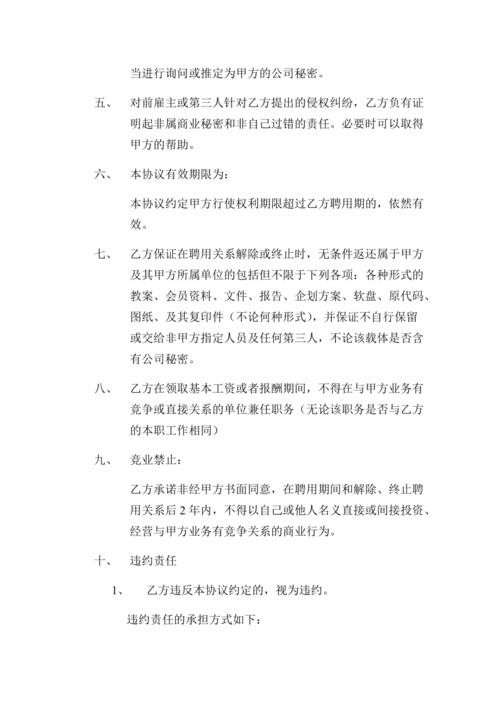 当进行询问或推定为甲方的公司秘密。
五、 对前雇主或第三人针对乙方提出的侵权纠纷，乙方负有证
明起非属商业秘密和非自己过错的责任。必要时可以取得
甲方的帮助。
六、 本协议有效期限为：
本协议约定甲方行使权利期限超过乙方聘用期的，依然有
效。
七、 乙方保证在聘用关系解除或终止时，无条件返还属于甲方
及其甲方所属单位的包括但不限于下列各项：各种形式的
教案、会员资料、文件、报告、企划方案、软盘、原代码、
图纸、及其复印件（不论何种形式），并保证不自行保留
或交给非甲方指定人员及任何第三人，不论该载体是否含
有公司秘密。
八、 乙方在领取基本工资或者报酬期间，不得在与甲方业务有
竞争或直接关系的单位兼任职务（无论该职务是否与乙方
的本职工作相同）
九、 竞业禁止：
乙方承诺非经甲方书面同意，在聘用期间和解除、终止聘
用关系后 2 年内，不得以自己或他人名义直接或间接投资、
经营与甲方业务有竞争关系的商业行为。
十、 违约责任
1、 乙方违反本协议约定的，视为违约。
违约责任的承担方式如下：